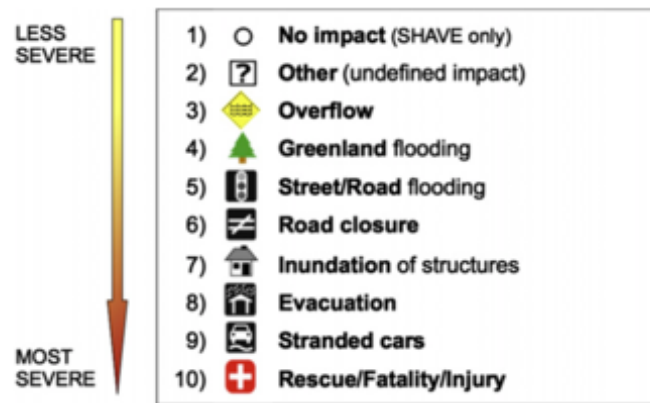 LESS
SEVERE
1) No impact (SHAVE only)
2) ? Other (undefined impact)
3) Overflow
4) Greenland flooding
5) Street/Road flooding
6) Road closure
7) Inundation of structures
8) Evacuation
9) Stranded cars
MOST
SEVERE
10) Rescue/Fatality/Injury